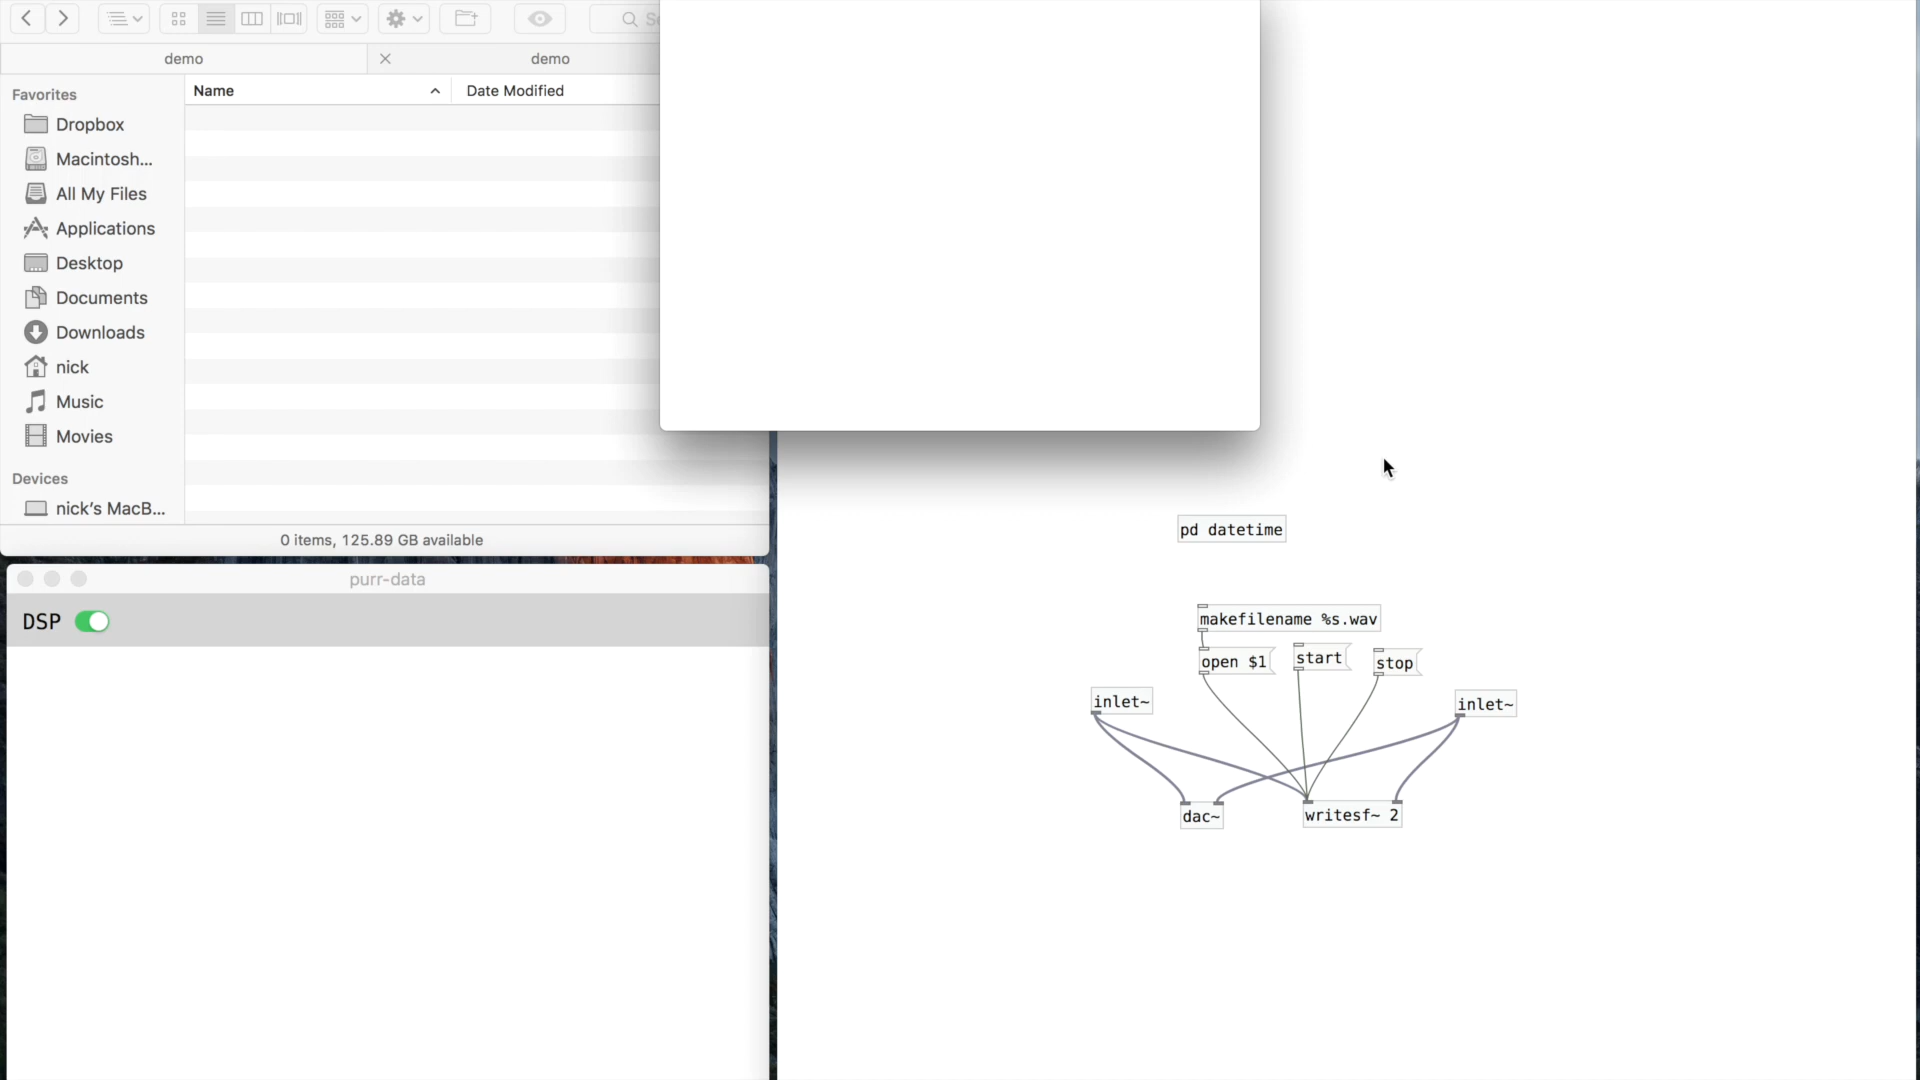 S
demo
demo
Name
Date Modified
Favorites
Dropbox
Macintosh...
All My Files
Applications
Desktop
Documents
Downloads
nick
Music
Movies
Devices
nick's MacB...
0 items, 125.89 GB available
purr-data
DSP
pd datetime
makefilename %s.wav
open $1
start
stop
inlet~
inlet~
dac~
writesf~ 2